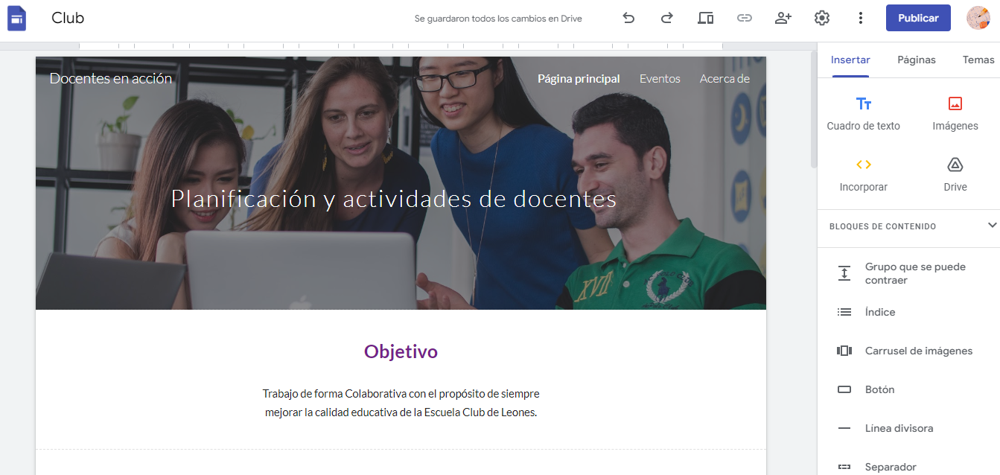 Club
Se guardaron todos los cambios en Drive
Publicar
Docentes en acción
Página principal
Eventos
Acerca de
Planificación y actividades de docentes
XVII
Objetivo
Trabajo de forma Colaborativa con el propósito de siempre
mejorar la calidad educativa de la Escuela Club de Leones.
Insertar
Páginas
Temas
Cuadro de texto
Imágenes
Incorporar
Drive
BLOQUES DE CONTENIDO
Grupo que se puede
contraer
Índice
Carrusel de imágenes
Botón
Línea divisora
Separador